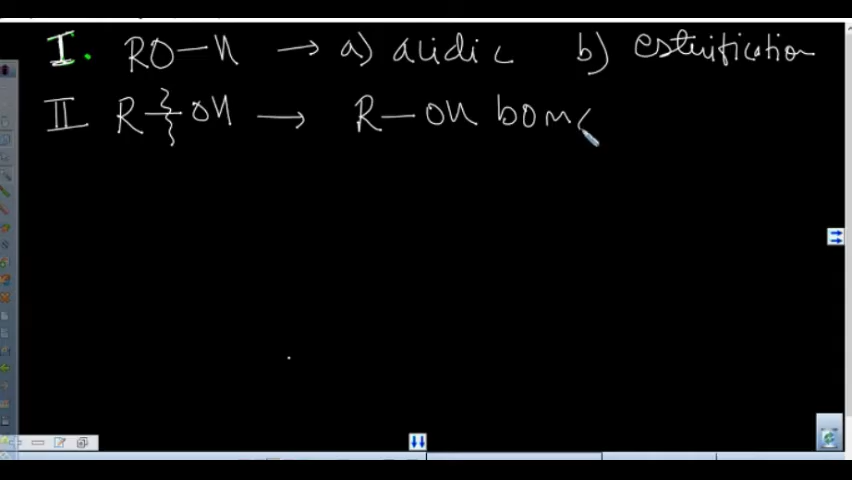 I. RO—H → a) acidic b) esterification
II R—OH → R—OH bond